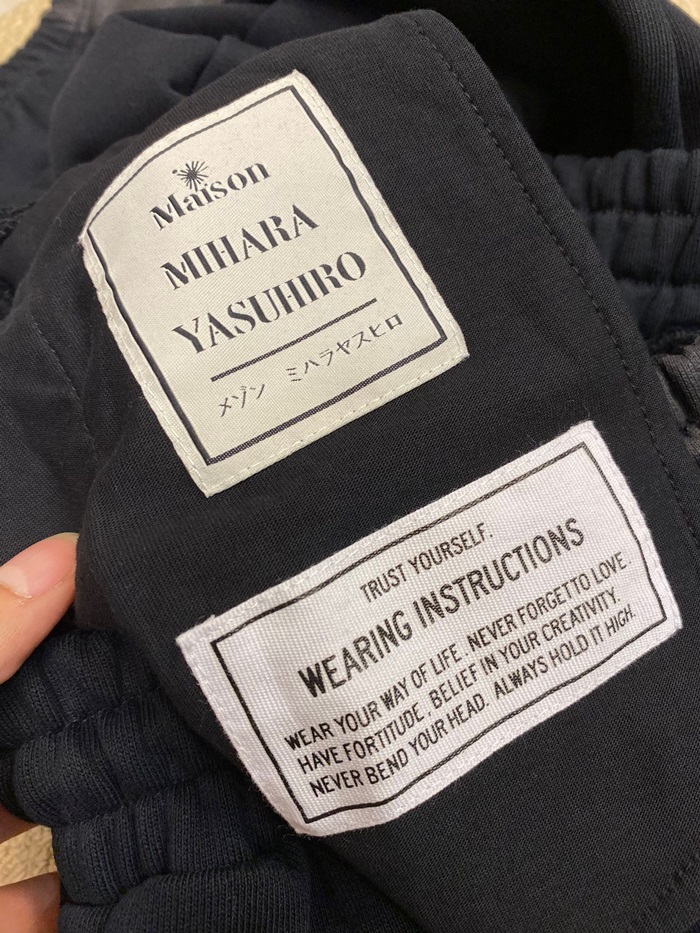 Maison
MIHARA
YASUHIRO
メゾン ミハラヤスヒロ
TRUST YOURSELF.
WEARING INSTRUCTIONS
WEAR YOUR WAY OF LIFE. NEVER FORGET TO LOVE.
HAVE FORTITUDE, BELIEF IN YOUR CREATIVITY.
NEVER BEND YOUR HEAD. ALWAYS HOLD IT HIGH.